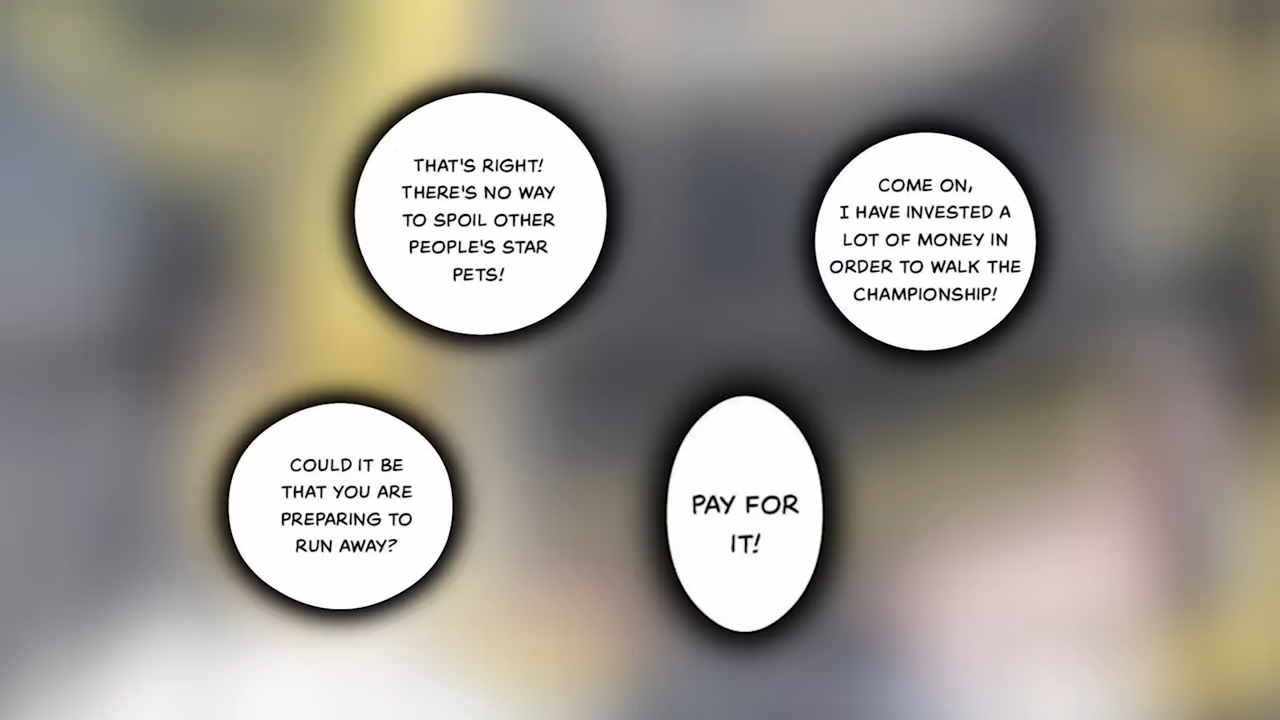 THAT'S RIGHT!
THERE'S NO WAY
TO SPOIL OTHER
PEOPLE'S STAR
PETS!
COME ON,
I HAVE INVESTED A
LOT OF MONEY IN
ORDER TO WALK THE
CHAMPIONSHIP!
COULD IT BE
THAT YOU ARE
PREPARING TO
RUN AWAY?
PAY FOR
IT!